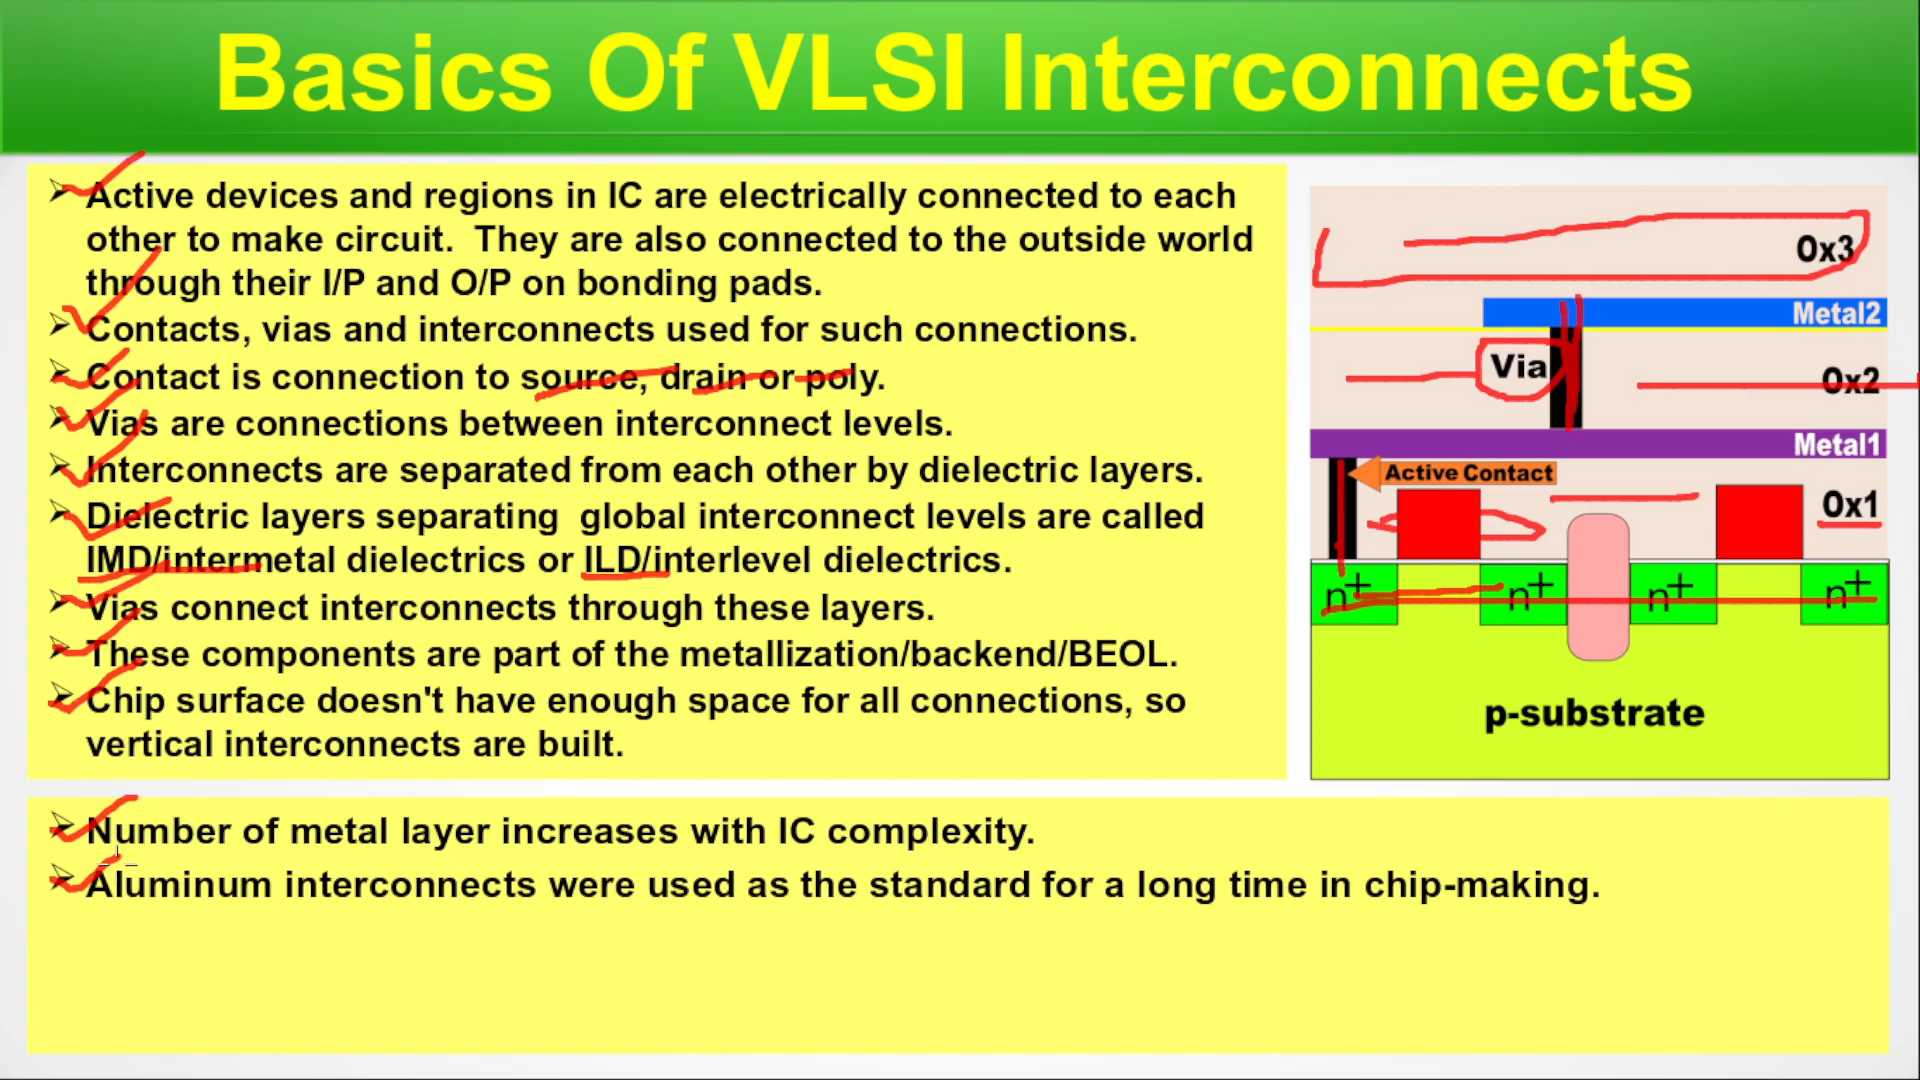 Basics Of VLSI Interconnects
Active devices and regions in IC are electrically connected to each
other to make circuit. They are also connected to the outside world
through their I/P and O/P on bonding pads.
Contacts, vias and interconnects used for such connections.
Contact is connection to source, drain or poly.
Vias are connections between interconnect levels.
Interconnects are separated from each other by dielectric layers.
Dielectric layers separating global interconnect levels are called
IMD/intermetal dielectrics or ILD/interlevel dielectrics.
Vias connect interconnects through these layers.
These components are part of the metallization/backend/BEOL.
Chip surface doesn't have enough space for all connections, so
vertical interconnects are built.
Ox3
Metal2
Via
Ox2
Metal1
Active Contact
Ox1
n+ n+ n+ n+
p-substrate
Number of metal layer increases with IC complexity.
Aluminum interconnects were used as the standard for a long time in chip-making.